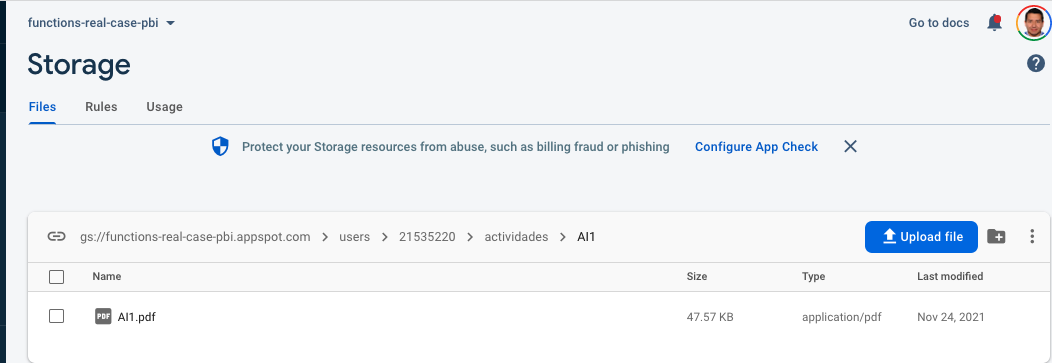 functions-real-case-pbi Go to docs
Storage
Files Rules Usage
Protect your Storage resources from abuse, such as billing fraud or phishing Configure App Check
gs://functions-real-case-pbi.appspot.com > users > 21535220 > actividades > AI1 Upload file
Name Size Type Last modified
PDF AI1.pdf 47.57 KB application/pdf Nov 24, 2021